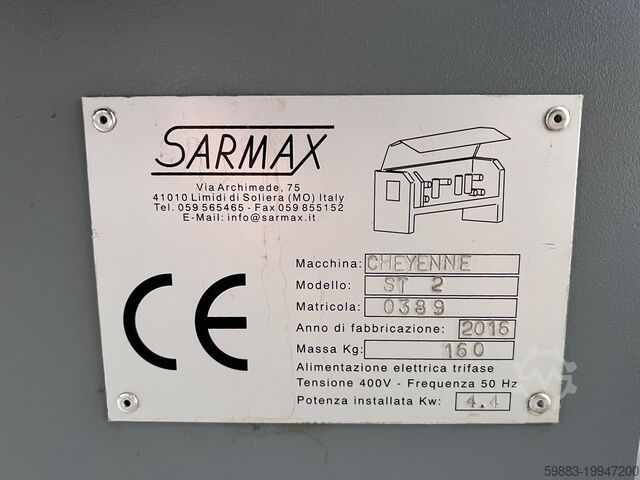 SARMAX
Via Archimede, 75
41010 Limidi di Soliera (MO) Italy
Tel. 059 565465 - Fax 059 855152
E-Mail: info@sarmax.it
CE
Macchina: CHEYENNE
Modello: ST 2
Matricola: 0389
Anno di fabbricazione: 2016
Massa Kg: 160
Alimentazione elettrica trifase
Tensione 400V - Frequenza 50 Hz
Potenza installata Kw: 4.4
59883-19947200